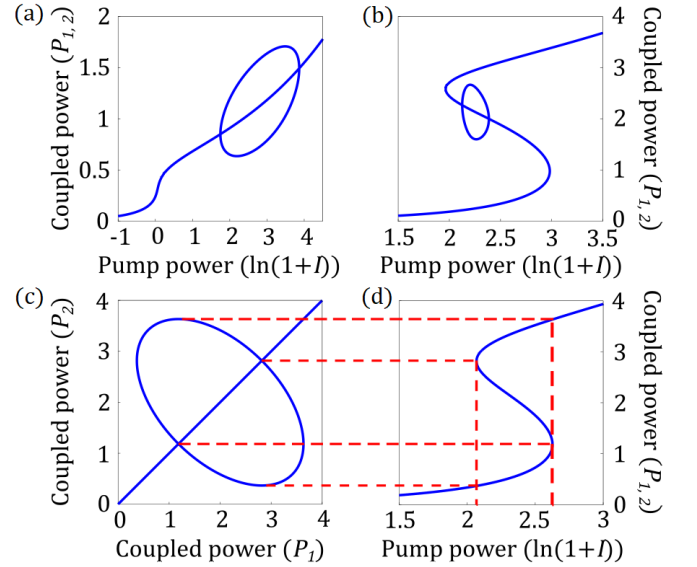 (a)
Coupled power (P1,2)
2
1.5
1
0.5
0
-1 0 1 2 3 4
Pump power (ln(1+I))
(b)
4
3
2
1
0
Coupled power (P1,2)
1.5 2 2.5 3 3.5
Pump power (ln(1+I))
(c)
Coupled power (P2)
4
3
2
1
0
0 1 2 3 4
Coupled power (P1)
(d)
4
3
2
1
0
Coupled power (P1,2)
1.5 2 2.5 3
Pump power (ln(1+I))